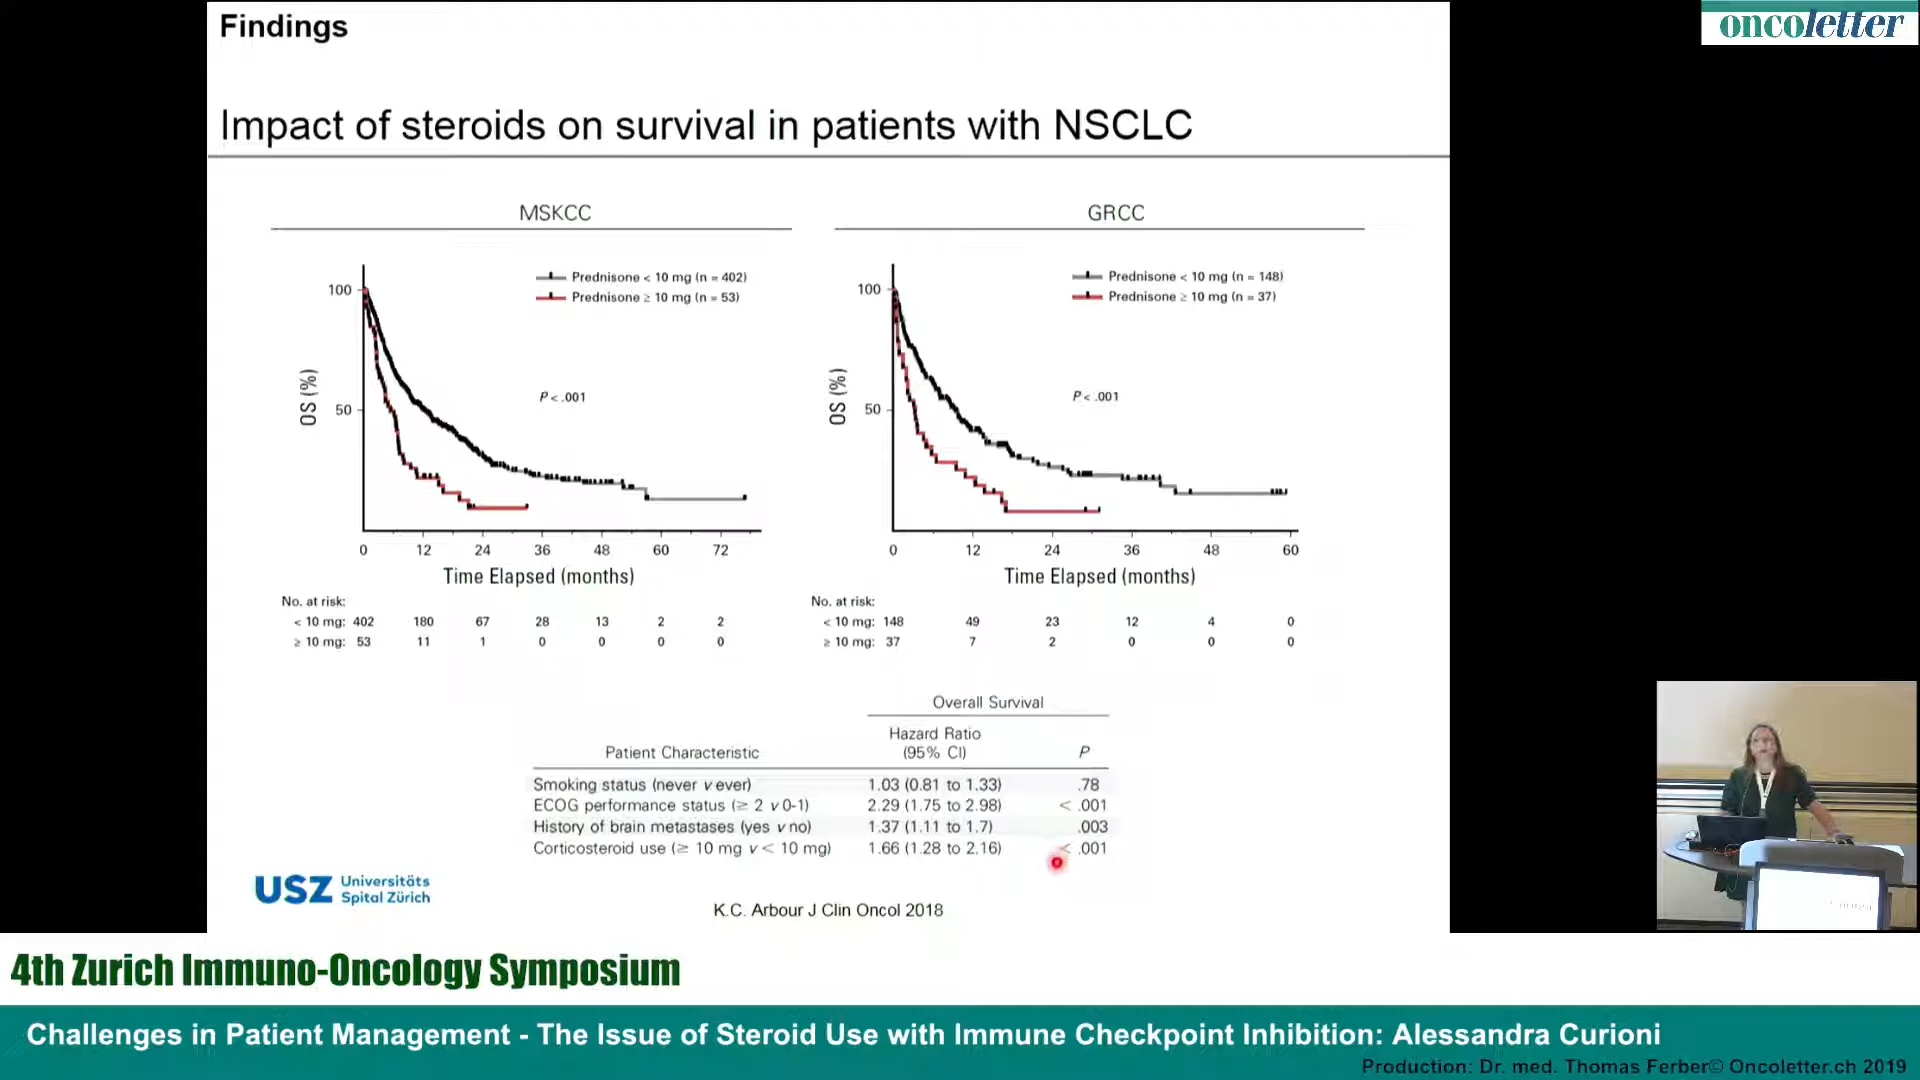 Findings
oncoletter
Impact of steroids on survival in patients with NSCLC
MSKCC
Prednisone < 10 mg (n = 402)
Prednisone ≥ 10 mg (n = 53)
100
50
OS (%)
P < .001
0 12 24 36 48 60 72
Time Elapsed (months)
No. at risk:
< 10 mg: 402 180 67 28 13 2 2
≥ 10 mg: 53 11 1 0 0 0 0
GRCC
Prednisone < 10 mg (n = 148)
Prednisone ≥ 10 mg (n = 37)
100
50
OS (%)
P < .001
0 12 24 36 48 60
Time Elapsed (months)
No. at risk:
< 10 mg: 148 49 23 12 4 0
≥ 10 mg: 37 7 2 0 0 0
Overall Survival
Hazard Ratio
Patient Characteristic (95% CI) P
Smoking status (never v ever) 1.03 (0.81 to 1.33) .78
ECOG performance status (≥ 2 v 0-1) 2.29 (1.75 to 2.98) < .001
History of brain metastases (yes v no) 1.37 (1.11 to 1.7) .003
Corticosteroid use (≥ 10 mg v < 10 mg) 1.66 (1.28 to 2.16) < .001
USZ Universitäts
Spital Zürich
K.C. Arbour J Clin Oncol 2018
4th Zurich Immuno-Oncology Symposium
Challenges in Patient Management - The Issue of Steroid Use with Immune Checkpoint Inhibition: Alessandra Curioni
Production: Dr. med. Thomas Ferber© Oncoletter.ch 2019